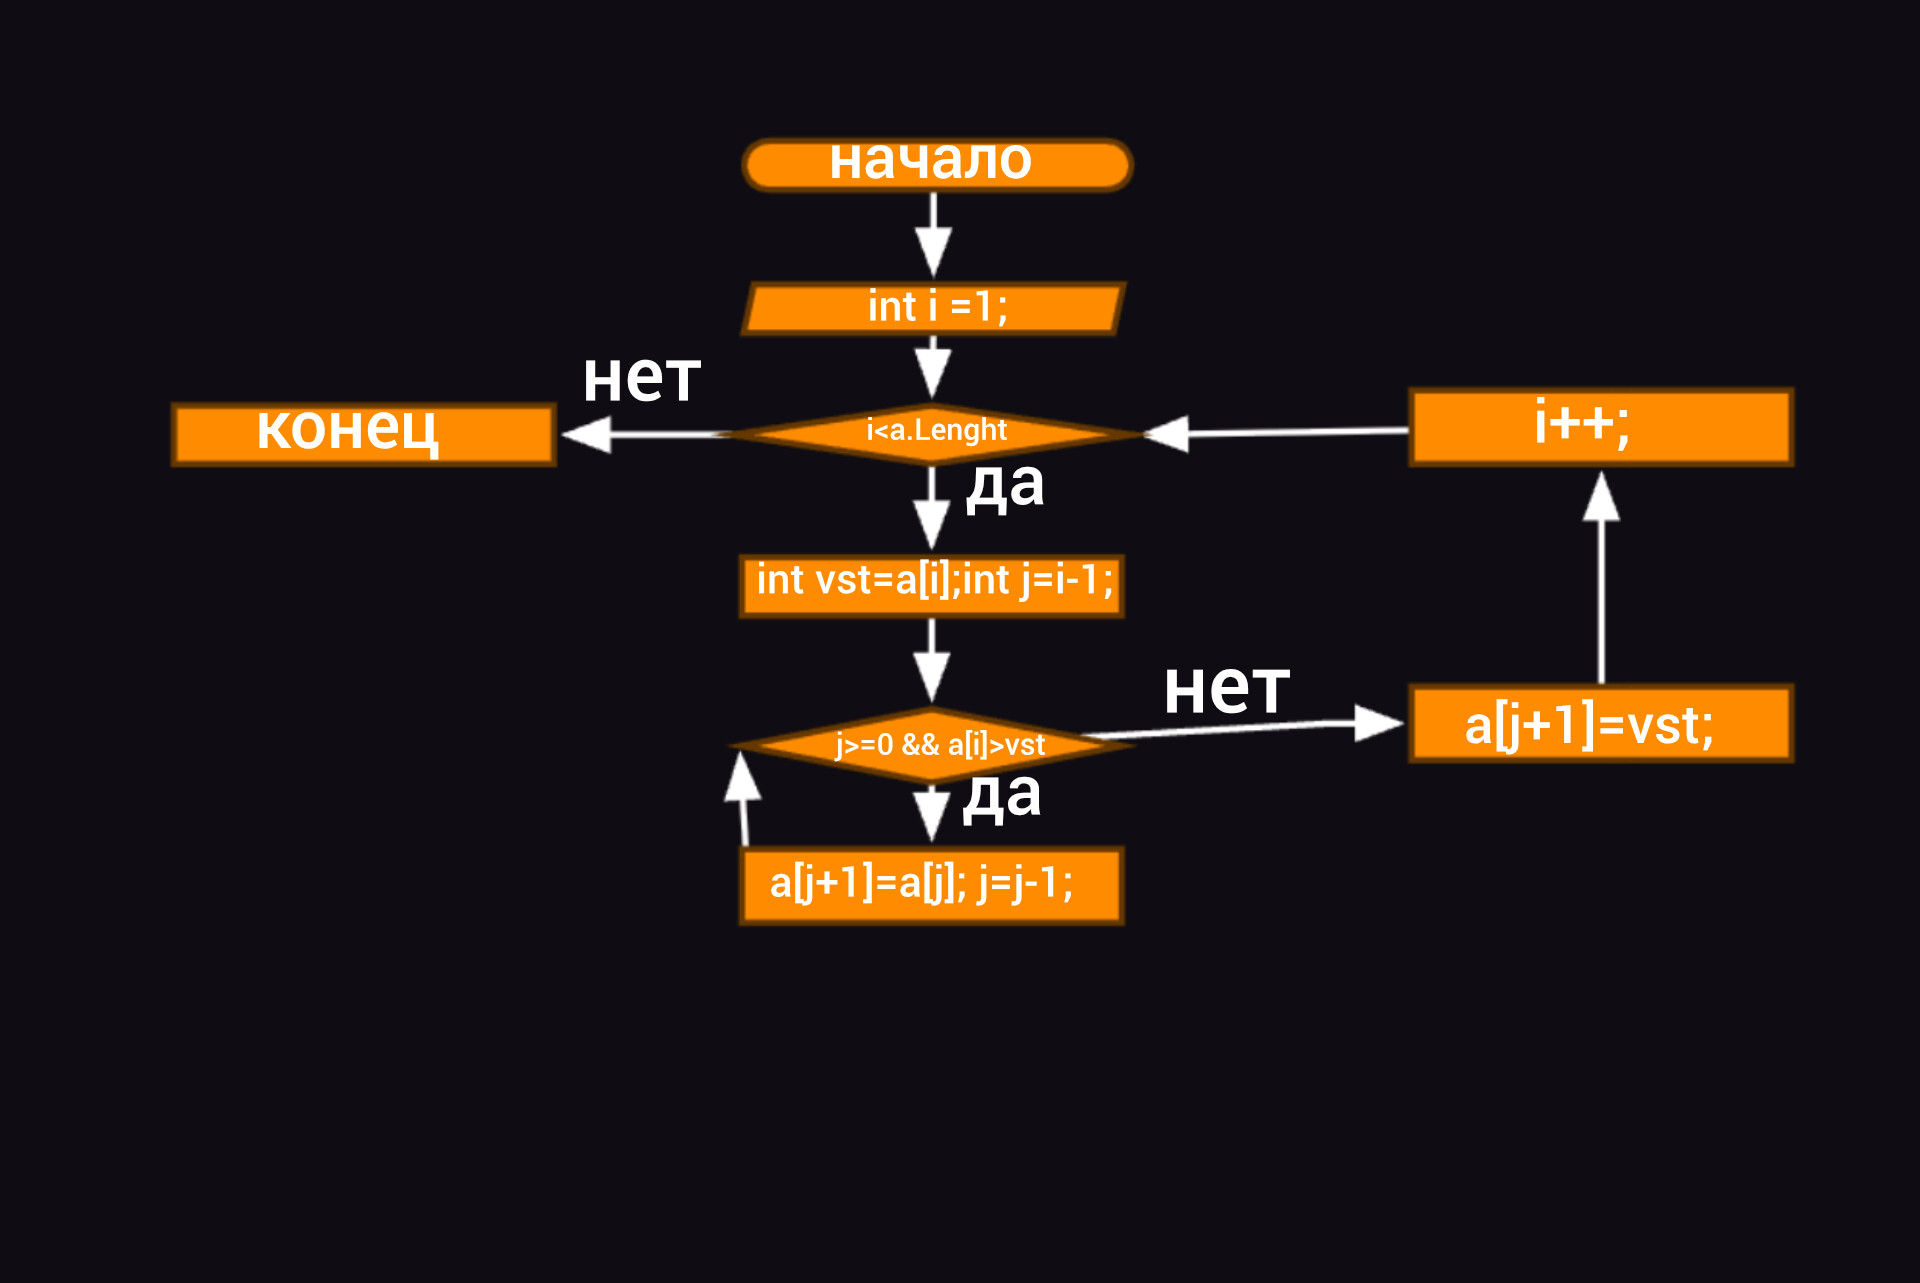 начало
int i =1;
нет
конец
i<a.Lenght
i++;
да
int vst=a[i];int j=i-1;
нет
j>=0 && a[i]>vst
a[j+1]=vst;
да
a[j+1]=a[j]; j=j-1;